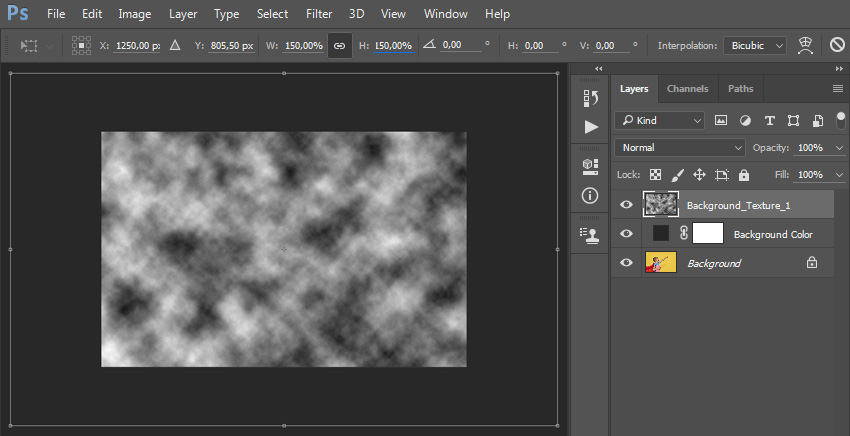 Ps File Edit Image Layer Type Select Filter 3D View Window Help
X: 1250,00 px Y: 805,50 px W: 150,00% H: 150,00% 0,00 ° H: 0,00 ° V: 0,00 ° Interpolation: Bicubic
Layers Channels Paths
Kind
Normal Opacity: 100%
Lock: Fill: 100%
Background_Texture_1
Background Color
Background